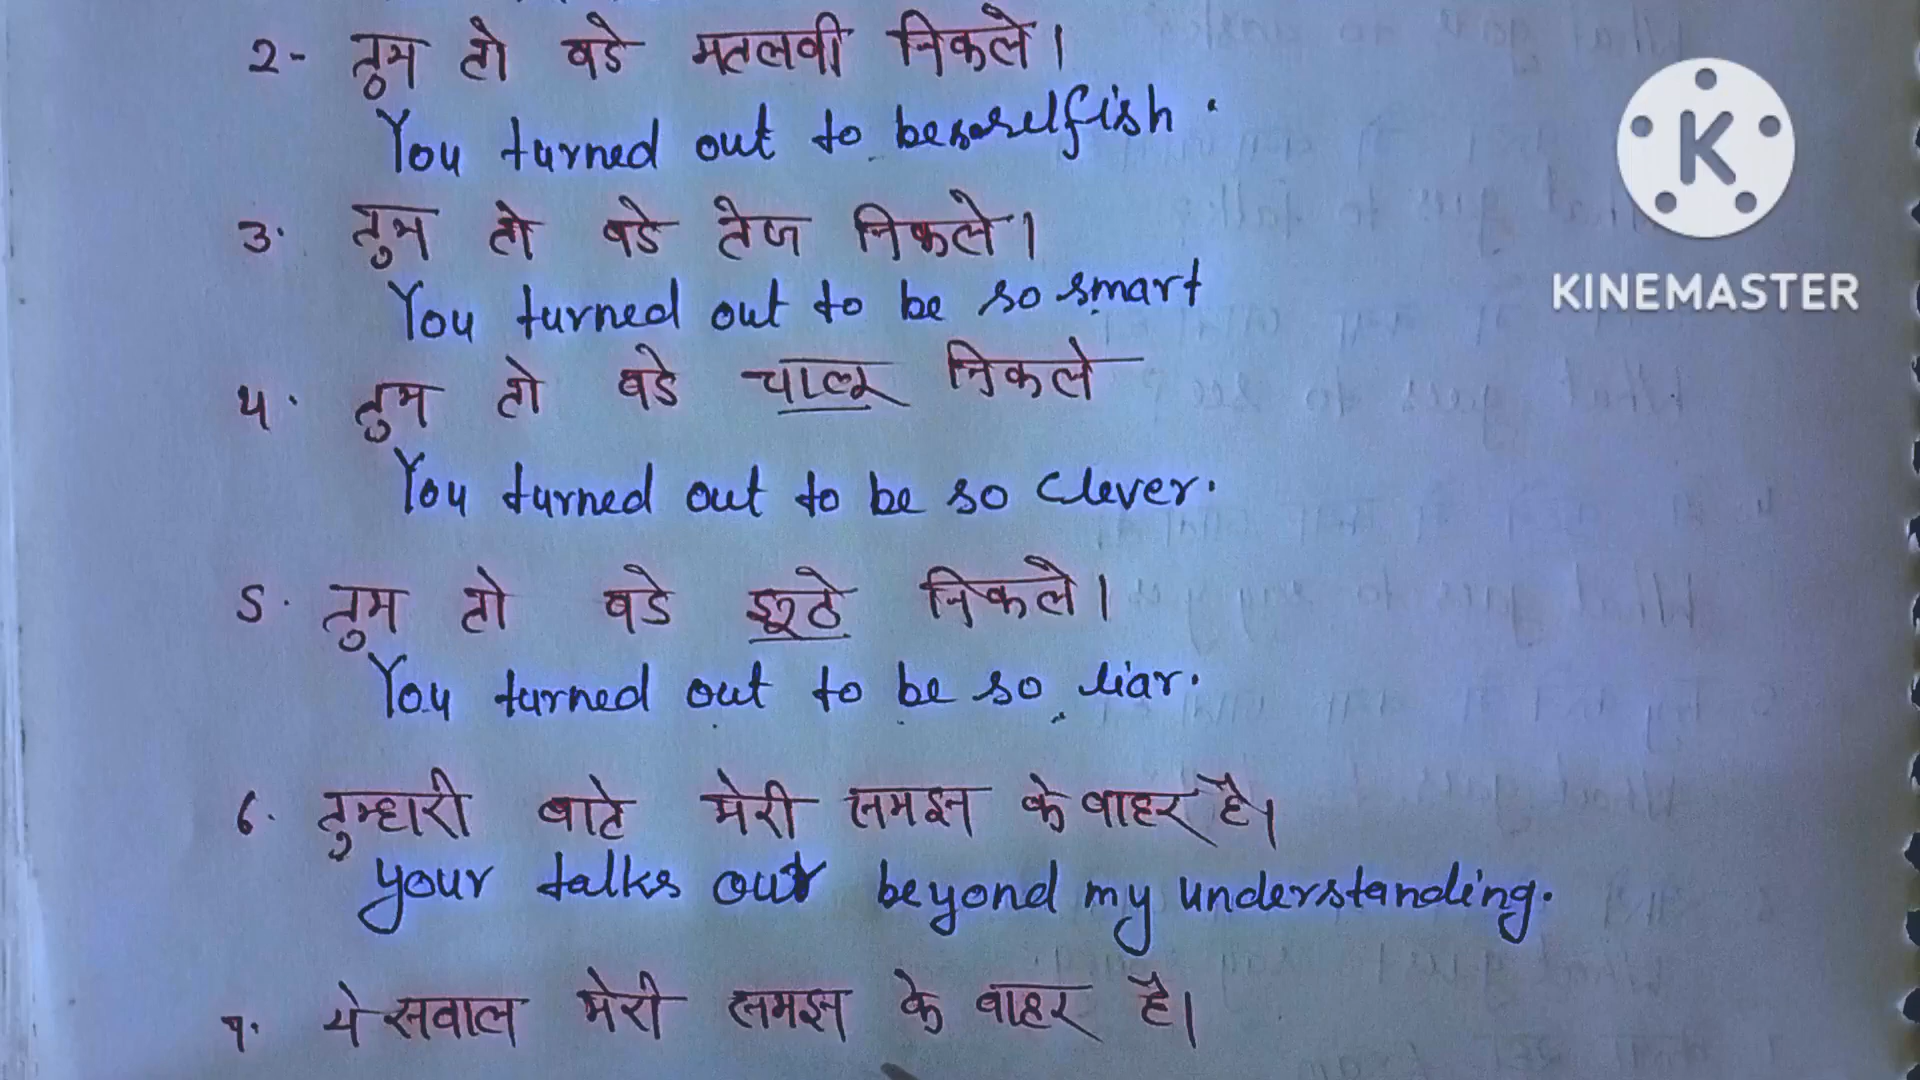 2- तुम तो बडे मतलवी निकले।
You turned out to be so selfish.
3. तुम तो बडे तेज निकले।
You turned out to be so smart
4. तुम तो बडे चालू निकले
You turned out to be so clever.
5. तुम तो बडे झूठे निकले।
You turned out to be so liar.
6. तुम्हारी बाते मेरी समझ के बाहर है।
Your talks out beyond my understanding.
7. ये सवाल मेरी समझ के बाहर है।
K
KINEMASTER